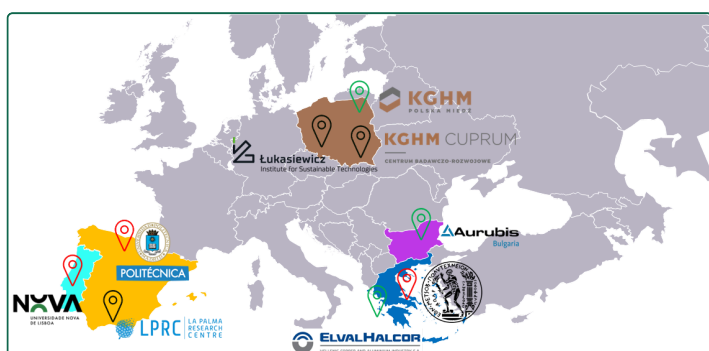 KGHM
POLSKA MIEDŹ
KGHM CUPRUM
CENTRUM BADAWCZO-ROZWOJOWE
Łukasiewicz
Institute for Sustainable Technologies
Aurubis
Bulgaria
POLITÉCNICA
NOVA
UNIVERSIDADE NOVA
DE LISBOA
LPRC
LA PALMA
RESEARCH
CENTRE
ELVALHALCOR